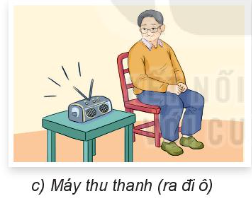 c) Máy thu thanh (ra đi ô)